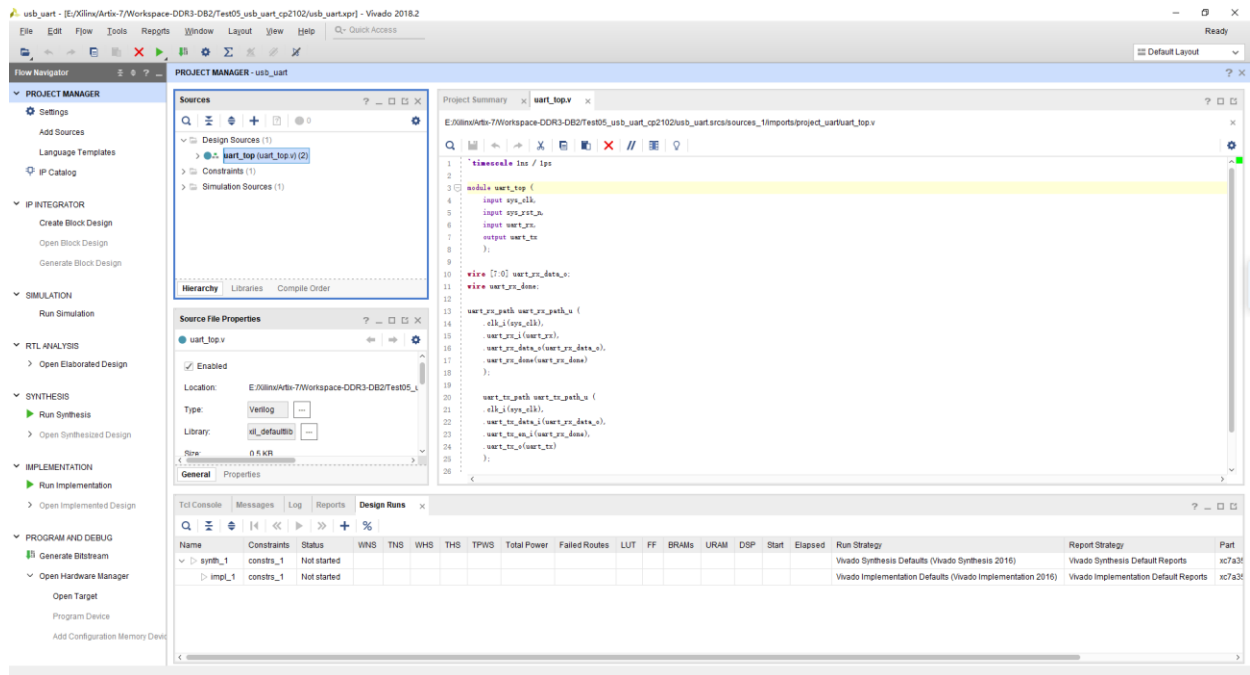 usb_uart - [E:/Xilinx/Artix-7/Workspace-DDR3-DB2/Test05_usb_uart_cp2102/usb_uart.xpr] - Vivado 2018.2
File Edit Flow Tools Reports Window Layout View Help Quick Access
Ready
Default Layout
Flow Navigator
PROJECT MANAGER
Settings
Add Sources
Language Templates
IP Catalog
IP INTEGRATOR
Create Block Design
Open Block Design
Generate Block Design
SIMULATION
Run Simulation
RTL ANALYSIS
Open Elaborated Design
SYNTHESIS
Run Synthesis
Open Synthesized Design
IMPLEMENTATION
Run Implementation
Open Implemented Design
PROGRAM AND DEBUG
Generate Bitstream
Open Hardware Manager
Open Target
Program Device
Add Configuration Memory Devic
PROJECT MANAGER - usb_uart
Sources
0
Design Sources (1)
uart_top (uart_top.v) (2)
Constraints (1)
Simulation Sources (1)
Hierarchy Libraries Compile Order
Source File Properties
uart_top.v
Enabled
Location: E:/Xilinx/Artix-7/Workspace-DDR3-DB2/Test05_u
Type: Verilog ...
Library: xil_defaultlib ...
Size: 0.5 KB
General Properties
Project Summary uart_top.v
E:/Xilinx/Artix-7/Workspace-DDR3-DB2/Test05_usb_uart_cp2102/usb_uart.srcs/sources_1/imports/project_uart/uart_top.v
1 `timescale 1ns / 1ps
2
3 module uart_top (
4 input sys_clk,
5 input sys_rst_n,
6 input uart_rx,
7 output uart_tx
8 );
9
10 wire [7:0] uart_rx_data_o;
11 wire uart_rx_done;
12
13 uart_rx_path uart_rx_path_u (
14 .clk_i(sys_clk),
15 .uart_rx_i(uart_rx),
16 .uart_rx_data_o(uart_rx_data_o),
17 .uart_rx_done(uart_rx_done)
18 );
19
20 uart_tx_path uart_tx_path_u (
21 .clk_i(sys_clk),
22 .uart_tx_data_i(uart_rx_data_o),
23 .uart_tx_en_i(uart_rx_done),
24 .uart_tx_o(uart_tx)
25 );
26
Tcl Console Messages Log Reports Design Runs
Name Constraints Status WNS TNS WHS THS TPWS Total Power Failed Routes LUT FF BRAMs URAM DSP Start Elapsed Run Strategy Report Strategy Part
synth_1 constrs_1 Not started Vivado Synthesis Defaults (Vivado Synthesis 2016) Vivado Synthesis Default Reports xc7a35
impl_1 constrs_1 Not started Vivado Implementation Defaults (Vivado Implementation 2016) Vivado Implementation Default Reports xc7a35